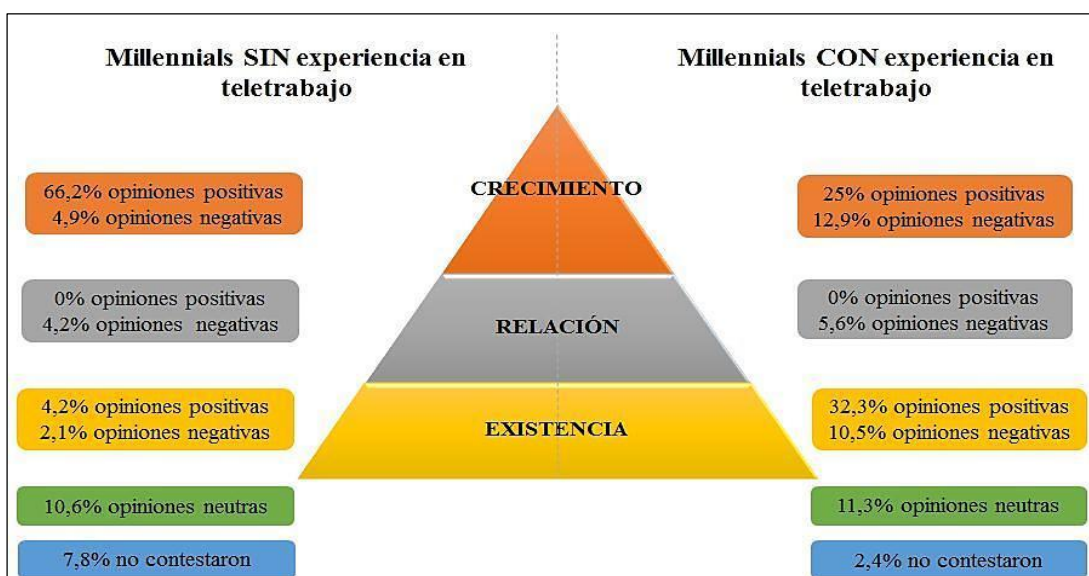 Millennials SIN experiencia en
teletrabajo
Millennials CON experiencia en
teletrabajo
66,2% opiniones positivas
4,9% opiniones negativas
CRECIMIENTO
25% opiniones positivas
12,9% opiniones negativas
0% opiniones positivas
4,2% opiniones negativas
RELACIÓN
0% opiniones positivas
5,6% opiniones negativas
4,2% opiniones positivas
2,1% opiniones negativas
EXISTENCIA
32,3% opiniones positivas
10,5% opiniones negativas
10,6% opiniones neutras
11,3% opiniones neutras
7,8% no contestaron
2,4% no contestaron